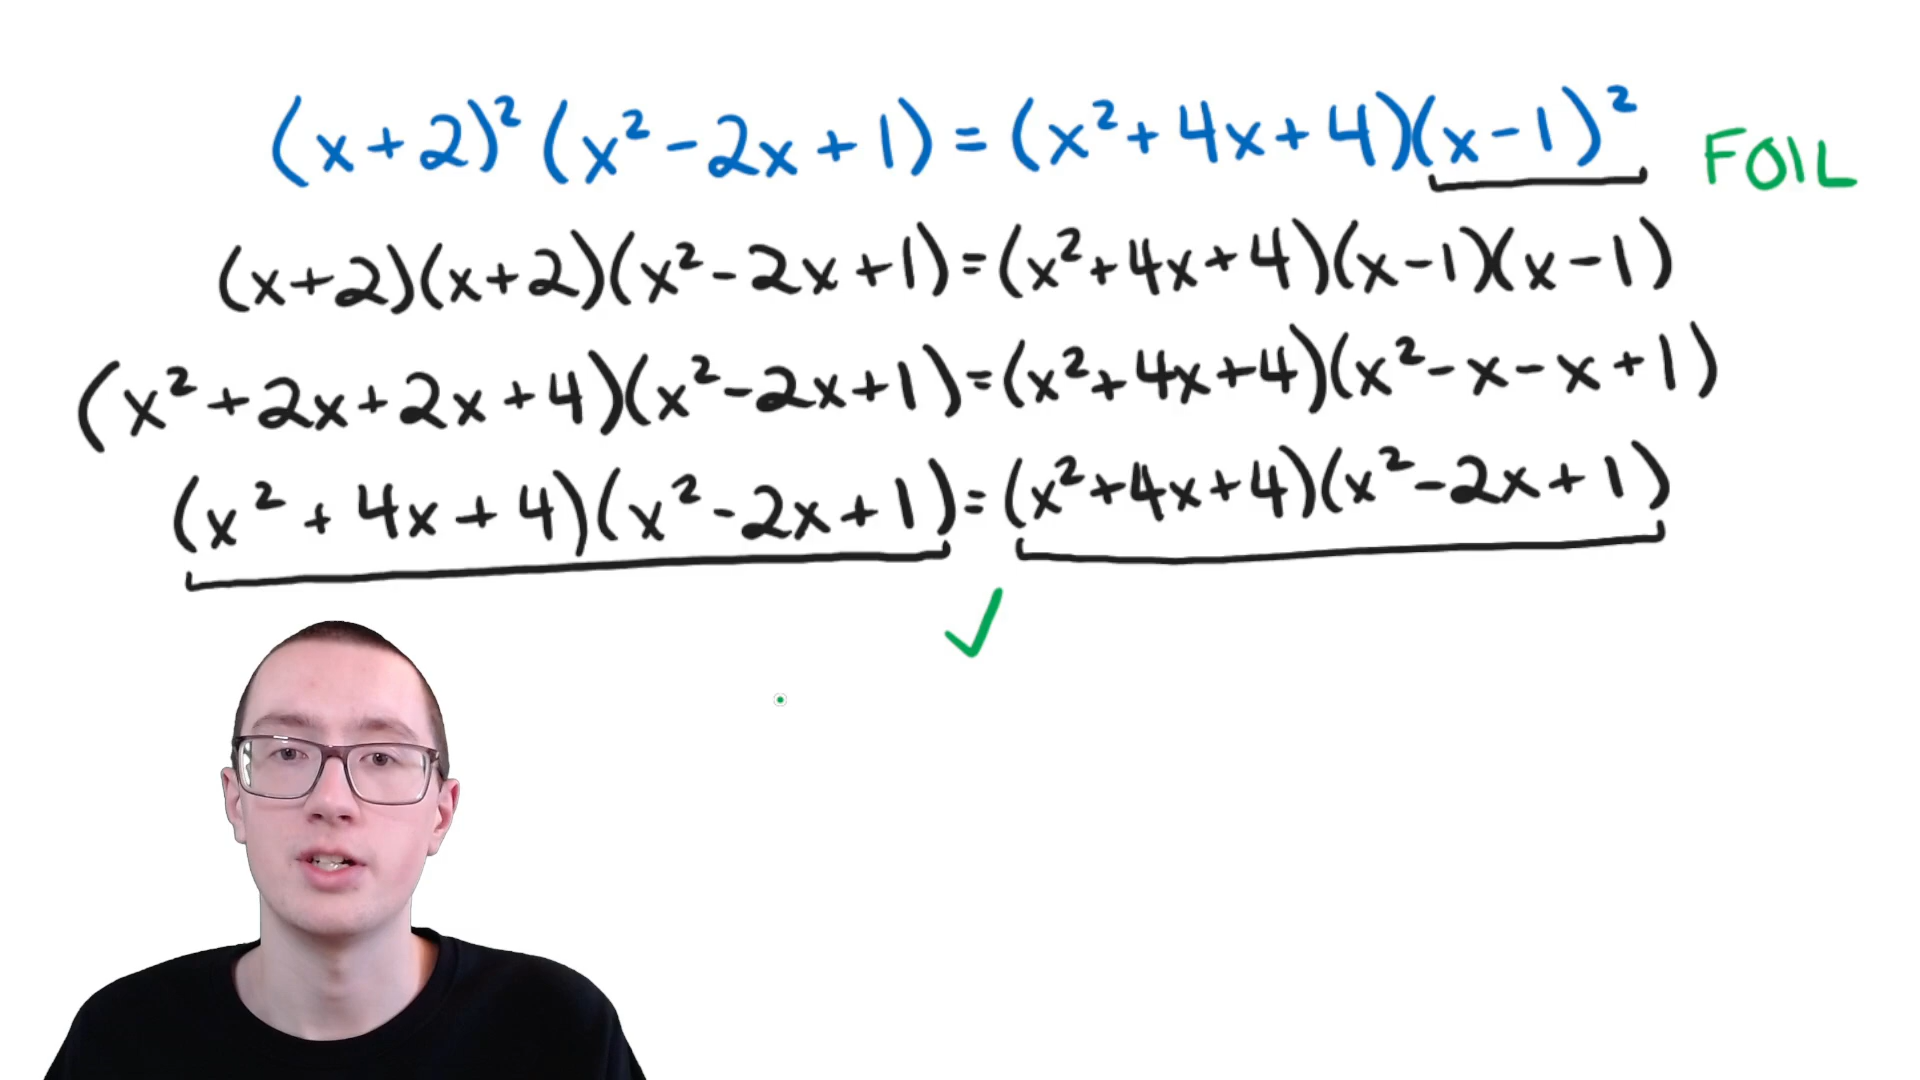 (x+2)² (x²-2x+1) = (x²+4x+4)(x-1)² FOIL
(x+2)(x+2)(x²-2x+1)=(x²+4x+4)(x-1)(x-1)
(x²+2x+2x+4)(x²-2x+1)=(x²+4x+4)(x²-x-x+1)
(x²+4x+4)(x²-2x+1)=(x²+4x+4)(x²-2x+1)
✓